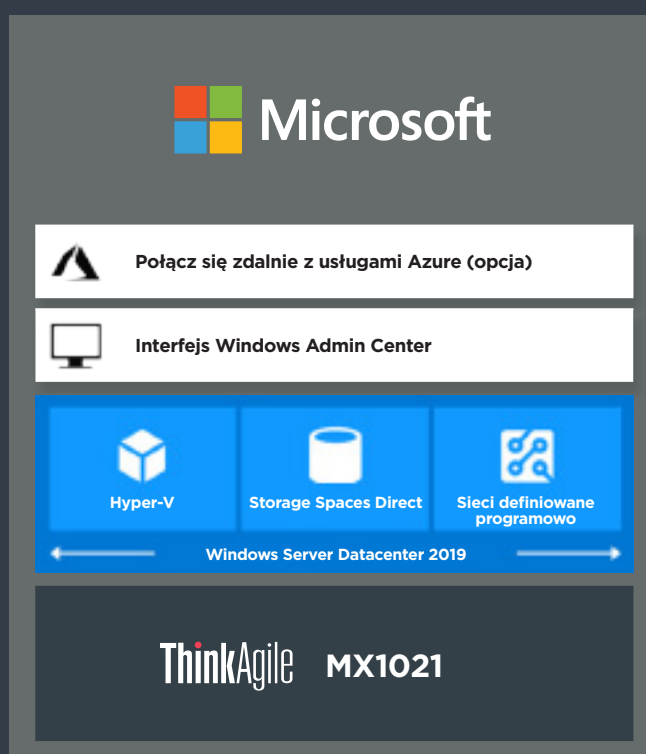 Microsoft
Połącz się zdalnie z usługami Azure (opcja)
Interfejs Windows Admin Center
Hyper-V
Storage Spaces Direct
Sieci definiowane
programowo
Windows Server Datacenter 2019
ThinkAgile MX1021